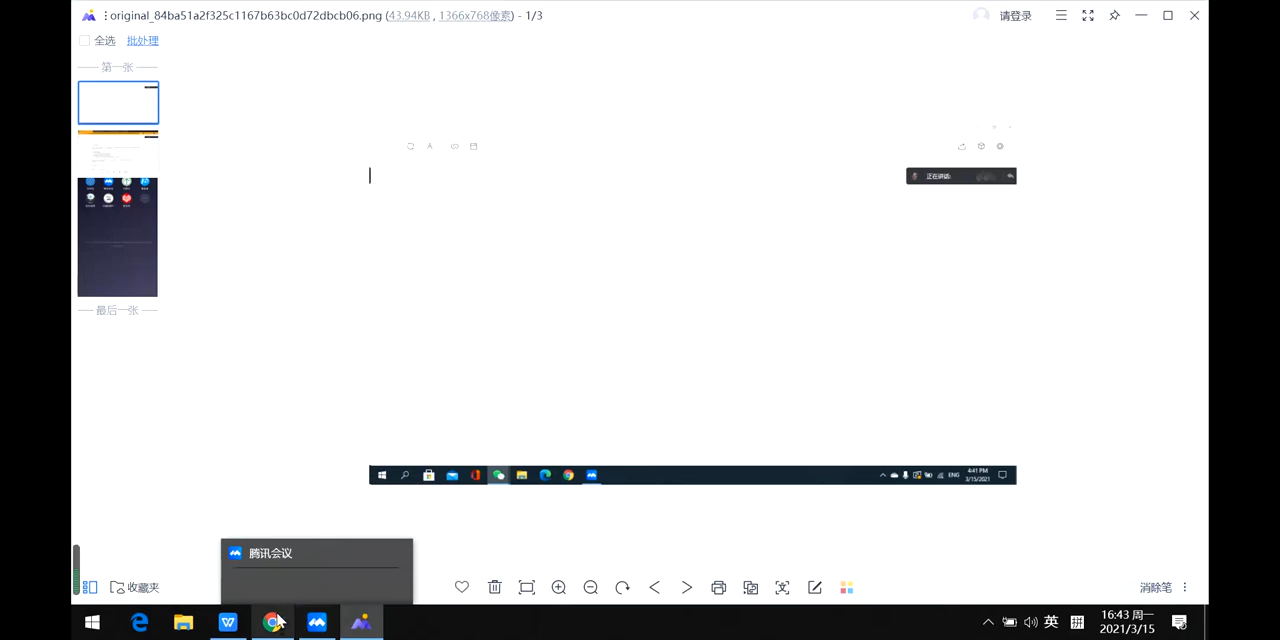 original_84ba51a2f325c1167b63bc0d72dbcb06.png (43.94KB , 1366x768像素) - 1/3
请登录
全选 批处理
第一张
正在讲话:
最后一张
ENG
4:41 PM
3/15/2021
腾讯会议
收藏夹
消除笔
英
拼
16:43 周一
2021/3/15